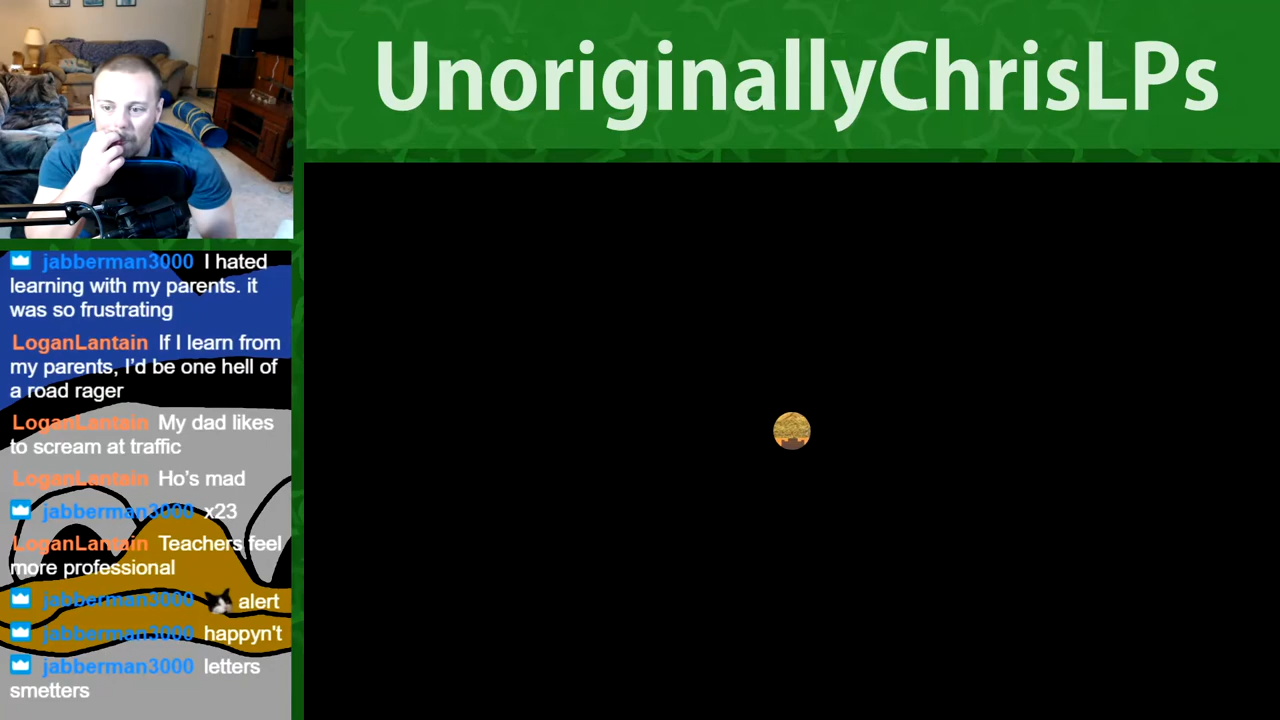 UnoriginallyChrisLPs
jabberman3000 I hated
learning with my parents. it
was so frustrating
LoganLantain If I learn from
my parents, I'd be one hell of
a road rager
LoganLantain My dad likes
to scream at traffic
LoganLantain Ho's mad
jabberman3000 x23
LoganLantain Teachers feel
more professional
jabberman3000 alert
jabberman3000 happyn't
jabberman3000 letters
smetters